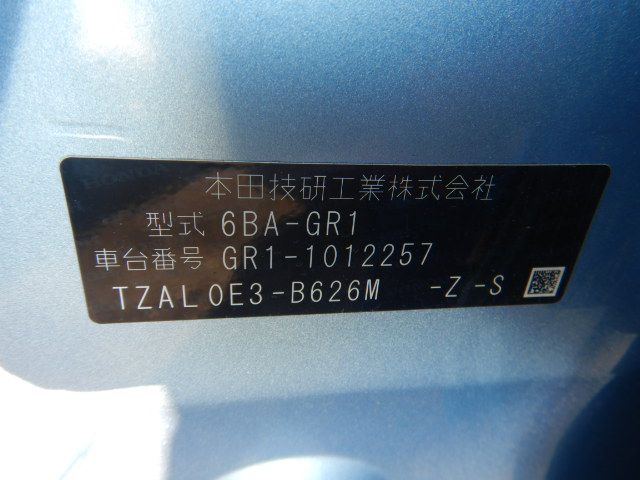 HONDA
本田技研工業株式会社
型式 6BA-GR1
車台番号 GR1-1012257
TZAL0E3-B626M -Z -S